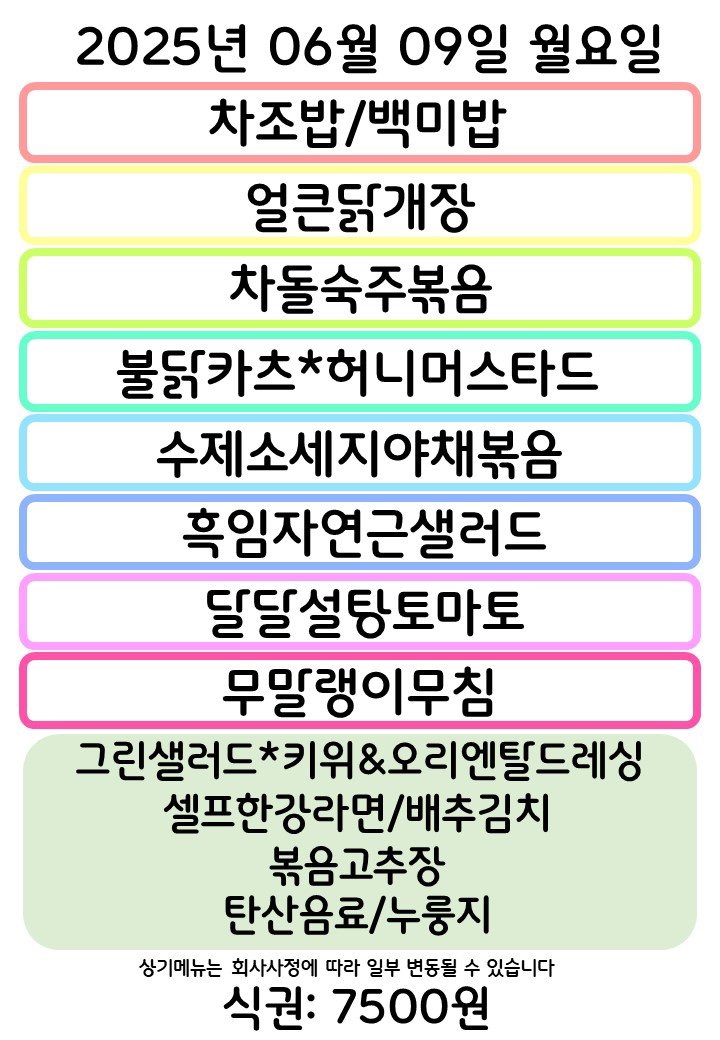 2025년 06월 09일 월요일
차조밥/백미밥
얼큰닭개장
차돌숙주볶음
불닭카츠*허니머스타드
수제소세지야채볶음
흑임자연근샐러드
달달설탕토마토
무말랭이무침
그린샐러드*키위&오리엔탈드레싱
셀프한강라면/배추김치
볶음고추장
탄산음료/누룽지
상기메뉴는 회사사정에 따라 일부 변동될 수 있습니다
식권: 7500원